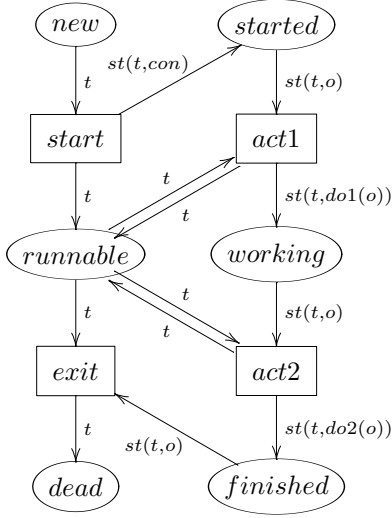 new
started
st(t,con)
t
st(t,o)
start
act1
t
t
t
st(t,do1(o))
runnable
working
t
t
t
st(t,o)
exit
act2
t
st(t,o)
st(t,do2(o))
dead
finished